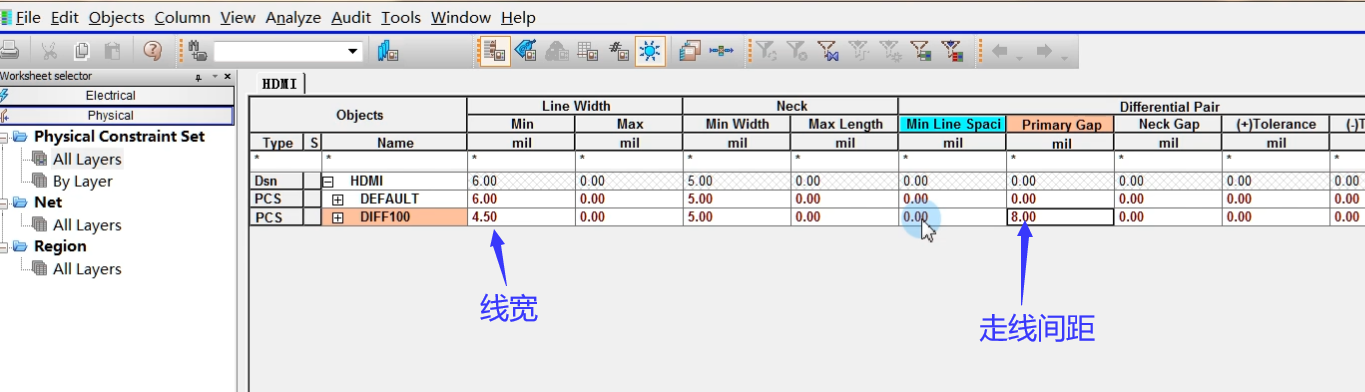 File Edit Objects Column View Analyze Audit Tools Window Help
Worksheet selector
Electrical
Physical
Physical Constraint Set
All Layers
By Layer
Net
All Layers
Region
All Layers
HDMI
Objects Line Width Neck Differential Pair
Min Max Min Width Max Length Min Line Spaci Primary Gap Neck Gap (+)Tolerance (-)T
Type S Name mil mil mil mil mil mil mil mil
* * * * * * * * * * *
Dsn HDMI 6.00 0.00 5.00 0.00 0.00 0.00 0.00 0.00 0.00
PCS DEFAULT 6.00 0.00 5.00 0.00 0.00 0.00 0.00 0.00 0.00
PCS DIFF100 4.50 0.00 5.00 0.00 0.00 8.00 0.00 0.00 0.00
线宽
走线间距